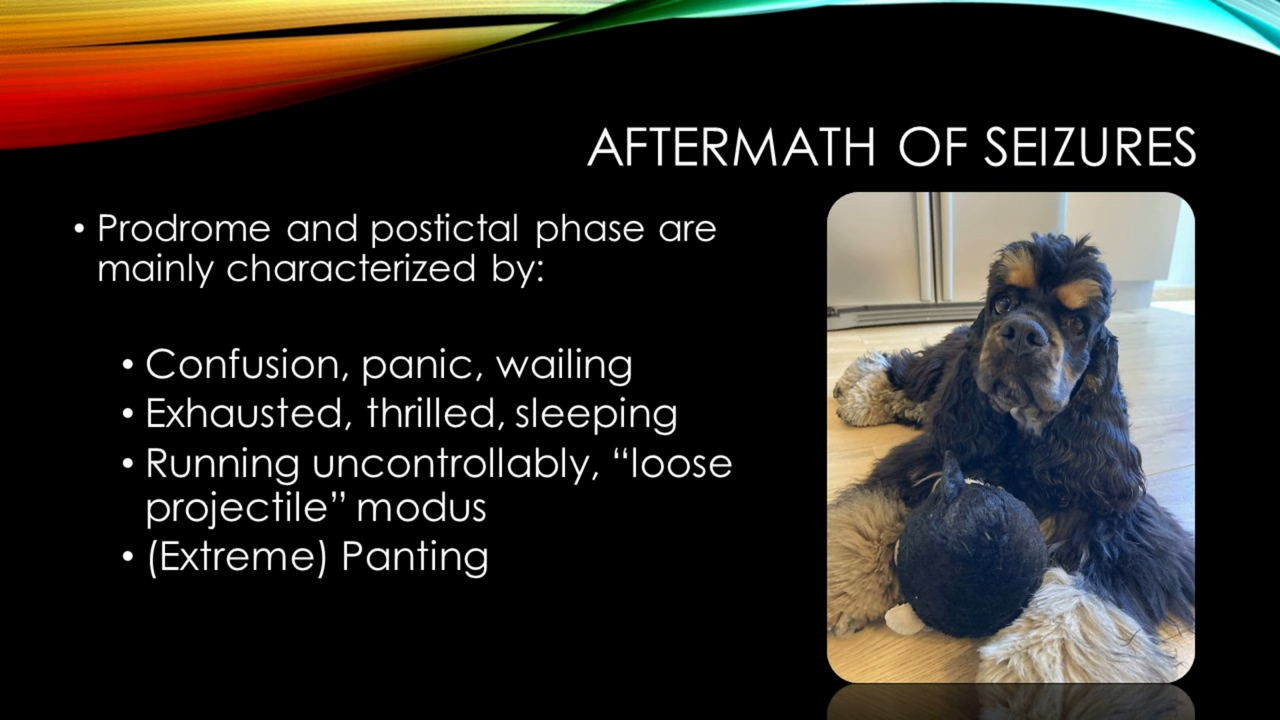 AFTERMATH OF SEIZURES
• Prodrome and postictal phase are
mainly characterized by:
• Confusion, panic, wailing
• Exhausted, thrilled, sleeping
• Running uncontrollably, “loose
projectile” modus
• (Extreme) Panting